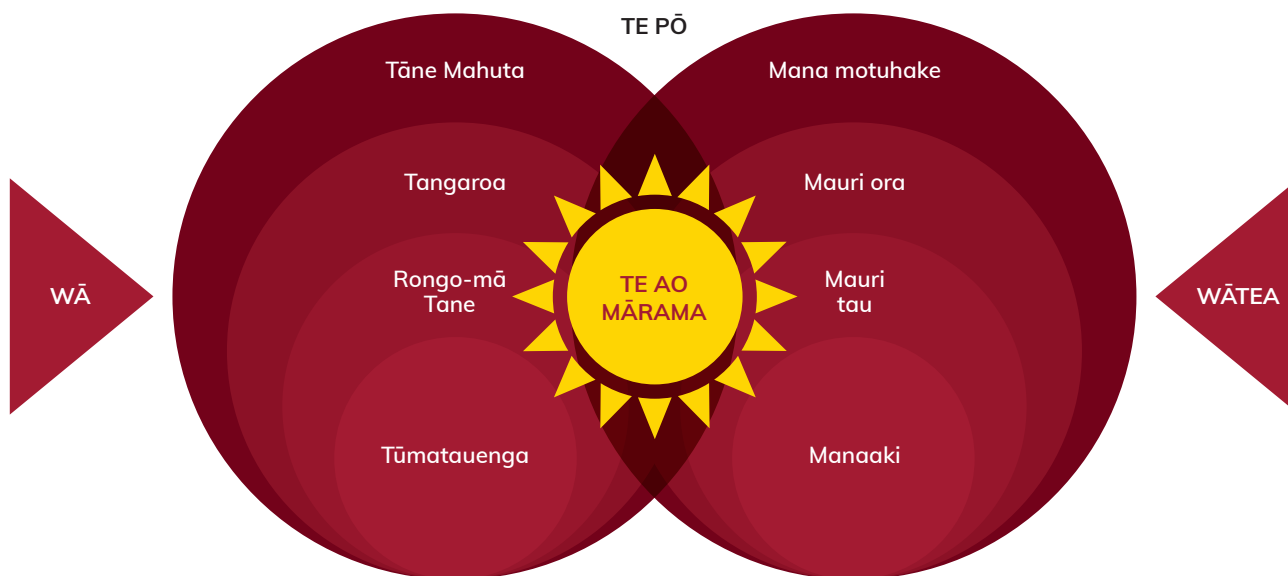 TE PŌ
Tāne Mahuta
Mana motuhake
Tangaroa
Mauri ora
WĀ
Rongo-mā
Tane
TE AO
MĀRAMA
Mauri
tau
WĀTEA
Tūmatauenga
Manaaki